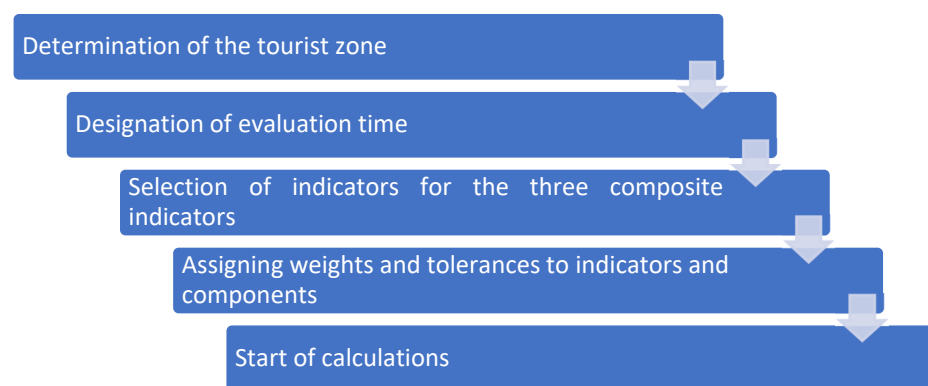 Determination of the tourist zone
Designation of evaluation time
Selection of indicators for the three composite
indicators
Assigning weights and tolerances to indicators and
components
Start of calculations